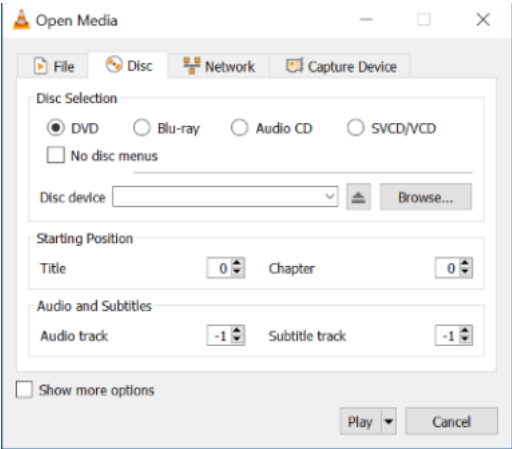 Open Media
File Disc Network Capture Device
Disc Selection
DVD Blu-ray Audio CD SVCD/VCD
No disc menus
Disc device Browse...
Starting Position
Title 0 Chapter 0
Audio and Subtitles
Audio track -1 Subtitle track -1
Show more options
Play Cancel